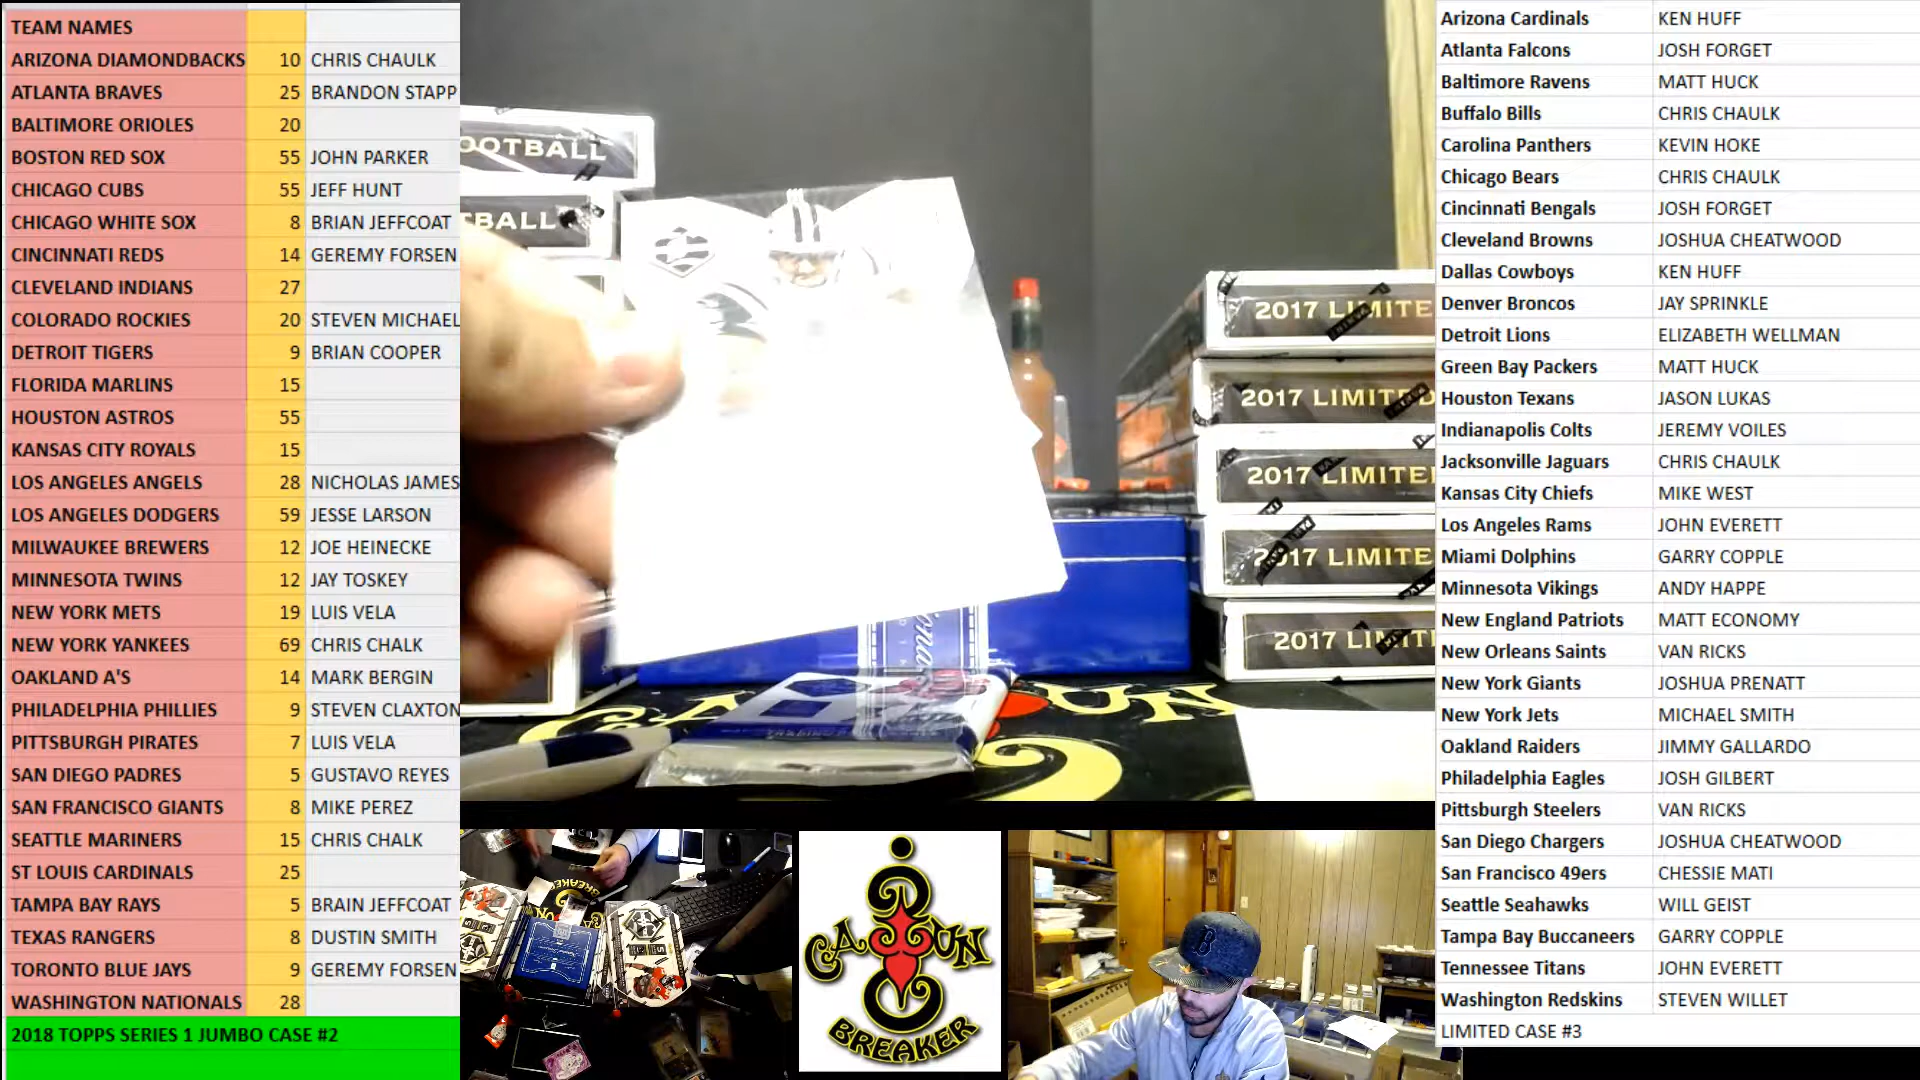 TEAM NAMES
ARIZONA DIAMONDBACKS 10 CHRIS CHAULK
ATLANTA BRAVES 25 BRANDON STAPP
BALTIMORE ORIOLES 20
BOSTON RED SOX 55 JOHN PARKER
CHICAGO CUBS 55 JEFF HUNT
CHICAGO WHITE SOX 8 BRIAN JEFFCOAT
CINCINNATI REDS 14 GEREMY FORSEN
CLEVELAND INDIANS 27
COLORADO ROCKIES 20 STEVEN MICHAEL
DETROIT TIGERS 9 BRIAN COOPER
FLORIDA MARLINS 15
HOUSTON ASTROS 55
KANSAS CITY ROYALS 15
LOS ANGELES ANGELS 28 NICHOLAS JAMES
LOS ANGELES DODGERS 59 JESSE LARSON
MILWAUKEE BREWERS 12 JOE HEINECKE
MINNESOTA TWINS 12 JAY TOSKEY
NEW YORK METS 19 LUIS VELA
NEW YORK YANKEES 69 CHRIS CHALK
OAKLAND A'S 14 MARK BERGIN
PHILADELPHIA PHILLIES 9 STEVEN CLAXTON
PITTSBURGH PIRATES 7 LUIS VELA
SAN DIEGO PADRES 5 GUSTAVO REYES
SAN FRANCISCO GIANTS 8 MIKE PEREZ
SEATTLE MARINERS 15 CHRIS CHALK
ST LOUIS CARDINALS 25
TAMPA BAY RAYS 5 BRAIN JEFFCOAT
TEXAS RANGERS 8 DUSTIN SMITH
TORONTO BLUE JAYS 9 GEREMY FORSEN
WASHINGTON NATIONALS 28
2018 TOPPS SERIES 1 JUMBO CASE #2
OOTBALL
TBALL
2017 LIMITE
2017 LIMITED
2017 LIMITE
2017 LIMITE
2017 LIMITI
CAJUN
BREAKER
Arizona Cardinals KEN HUFF
Atlanta Falcons JOSH FORGET
Baltimore Ravens MATT HUCK
Buffalo Bills CHRIS CHAULK
Carolina Panthers KEVIN HOKE
Chicago Bears CHRIS CHAULK
Cincinnati Bengals JOSH FORGET
Cleveland Browns JOSHUA CHEATWOOD
Dallas Cowboys KEN HUFF
Denver Broncos JAY SPRINKLE
Detroit Lions ELIZABETH WELLMAN
Green Bay Packers MATT HUCK
Houston Texans JASON LUKAS
Indianapolis Colts JEREMY VOILES
Jacksonville Jaguars CHRIS CHAULK
Kansas City Chiefs MIKE WEST
Los Angeles Rams JOHN EVERETT
Miami Dolphins GARRY COPPLE
Minnesota Vikings ANDY HAPPE
New England Patriots MATT ECONOMY
New Orleans Saints VAN RICKS
New York Giants JOSHUA PRENATT
New York Jets MICHAEL SMITH
Oakland Raiders JIMMY GALLARDO
Philadelphia Eagles JOSH GILBERT
Pittsburgh Steelers VAN RICKS
San Diego Chargers JOSHUA CHEATWOOD
San Francisco 49ers CHESSIE MATI
Seattle Seahawks WILL GEIST
Tampa Bay Buccaneers GARRY COPPLE
Tennessee Titans JOHN EVERETT
Washington Redskins STEVEN WILLET
LIMITED CASE #3